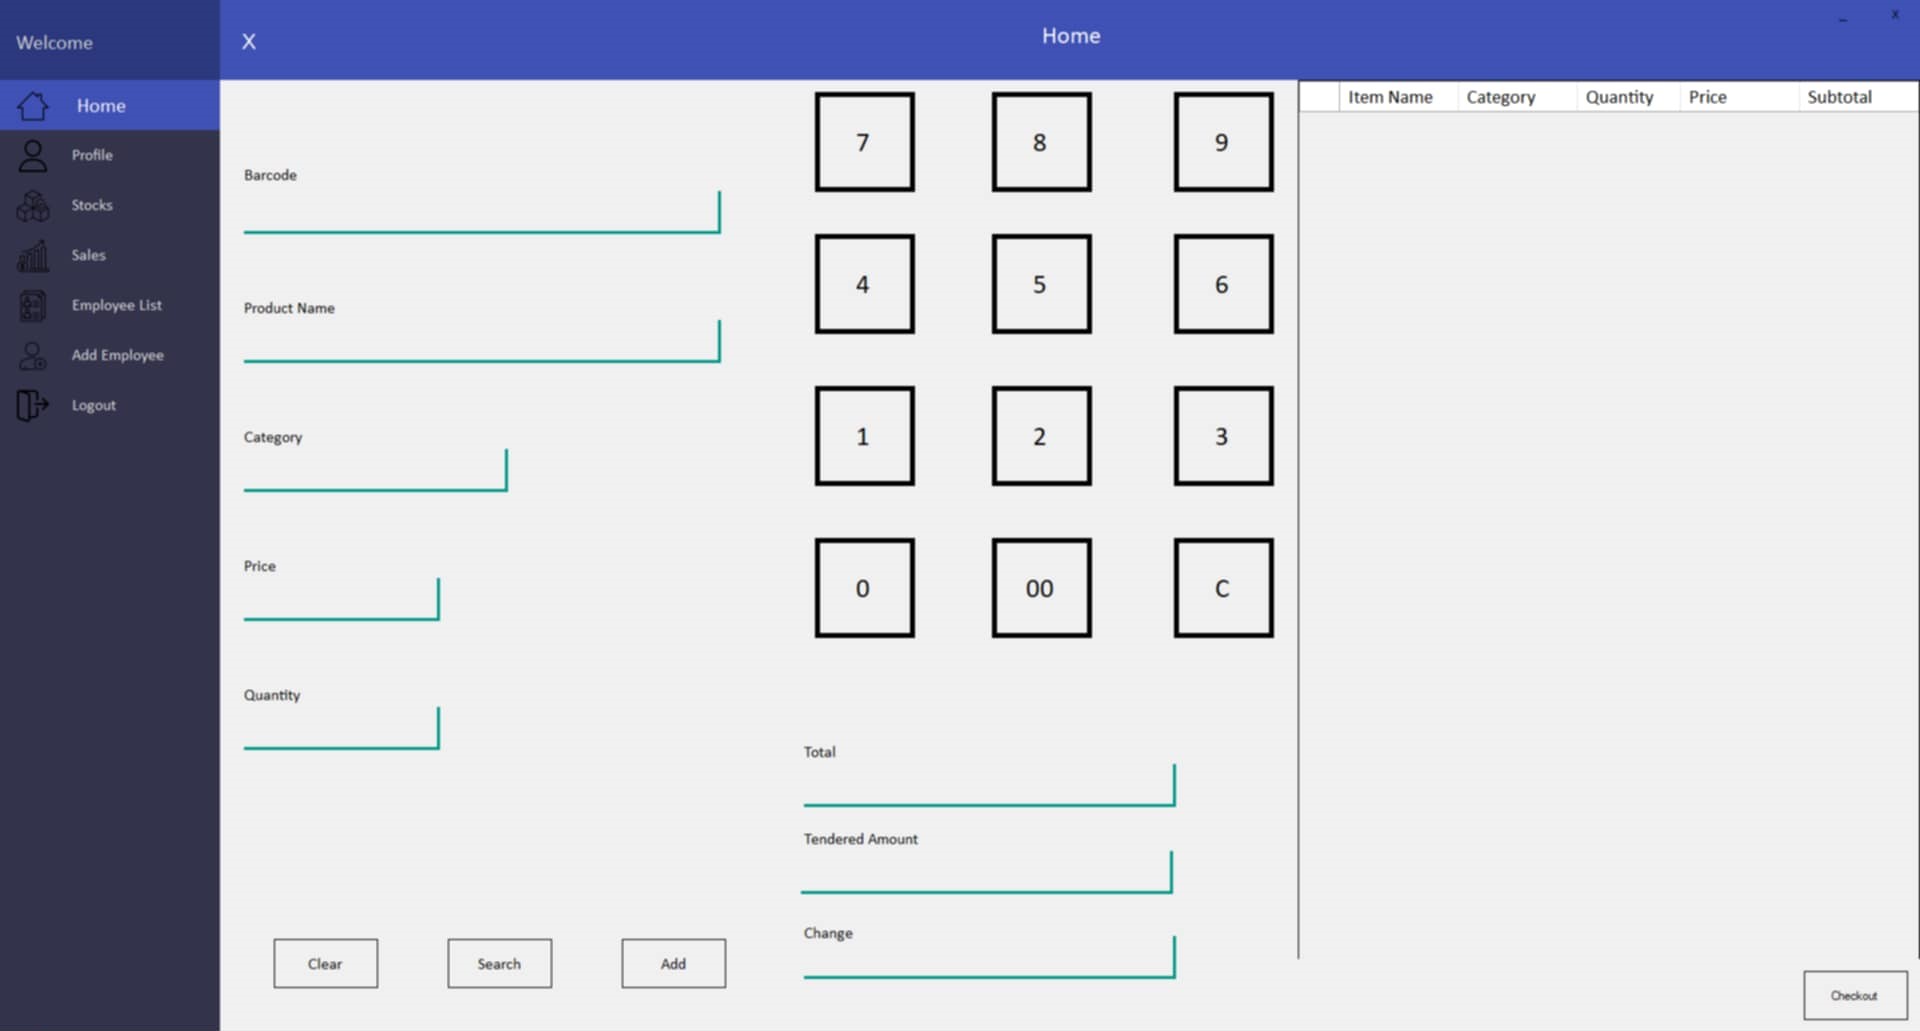 Welcome
X
Home
_
x
Home
Profile
Stocks
Sales
Employee List
Add Employee
Logout
Barcode
Product Name
Category
Price
Quantity
Clear
Search
Add
7 8 9
4 5 6
1 2 3
0 00 C
Total
Tendered Amount
Change
Item Name Category Quantity Price Subtotal
Checkout